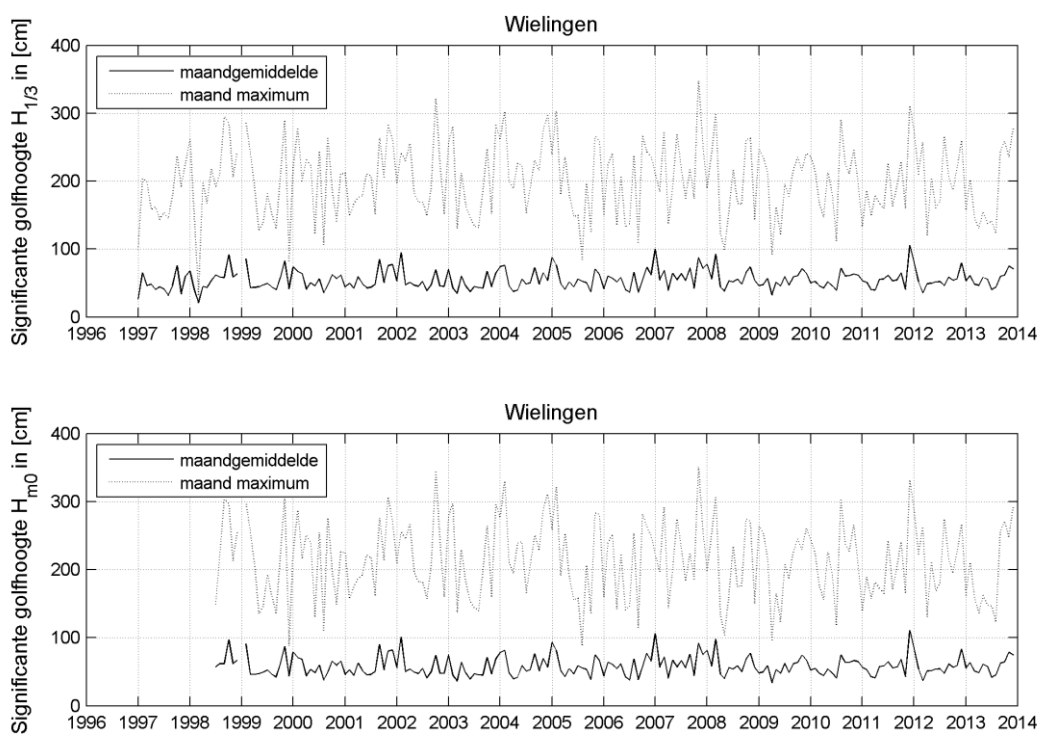 Wielingen
Significante golfhoogte H1/3 in [cm]
400
300
200
100
0
maandgemiddelde
maand maximum
1996 1997 1998 1999 2000 2001 2002 2003 2004 2005 2006 2007 2008 2009 2010 2011 2012 2013 2014
Wielingen
Significante golfhoogte Hm0 in [cm]
400
300
200
100
0
maandgemiddelde
maand maximum
1996 1997 1998 1999 2000 2001 2002 2003 2004 2005 2006 2007 2008 2009 2010 2011 2012 2013 2014